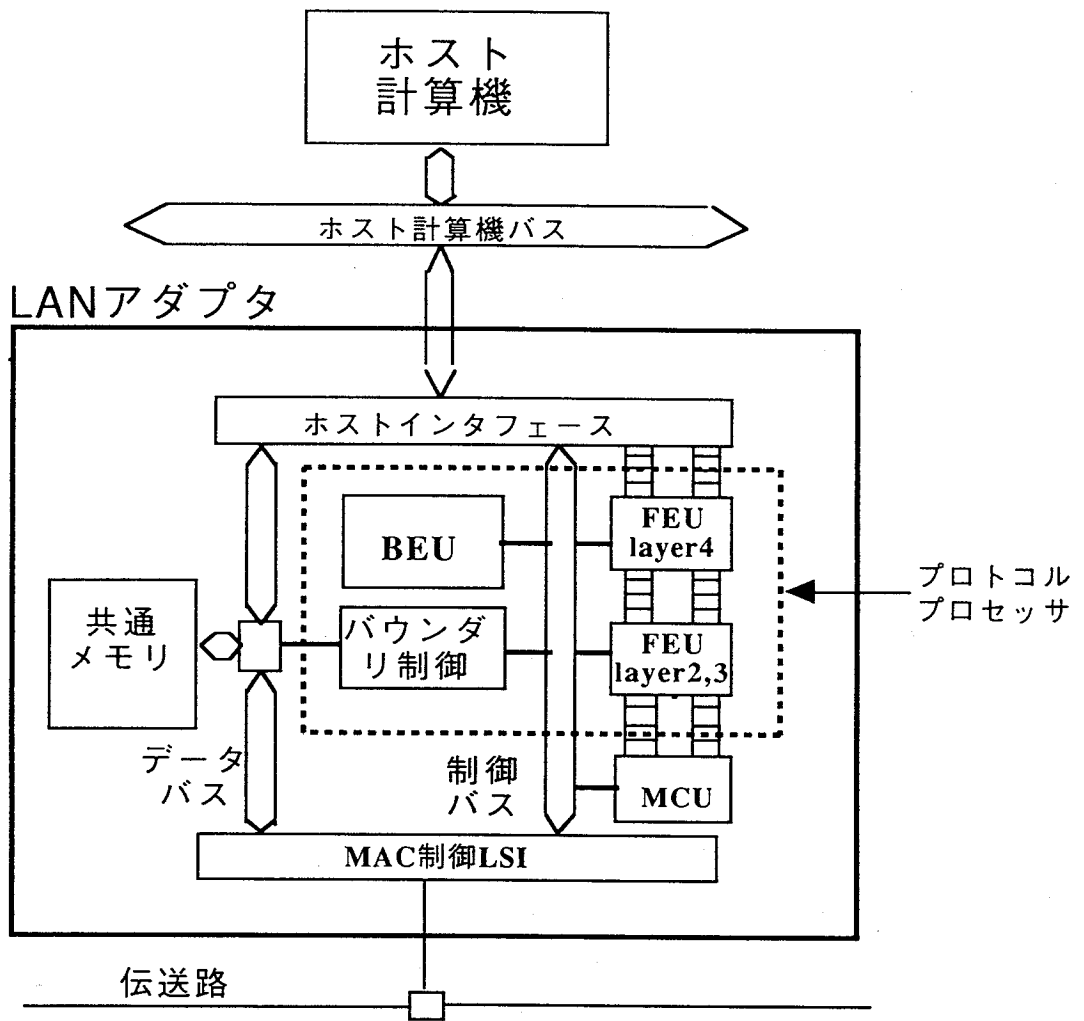 ホスト
計算機
ホスト計算機バス
LANアダプタ
ホストインタフェース
FEU
layer4
BEU
プロトコル
プロセッサ
共通
メモリ
バウンダ
リ制御
FEU
layer2,3
データ
バス
制御
バス
MCU
MAC制御LSI
伝送路